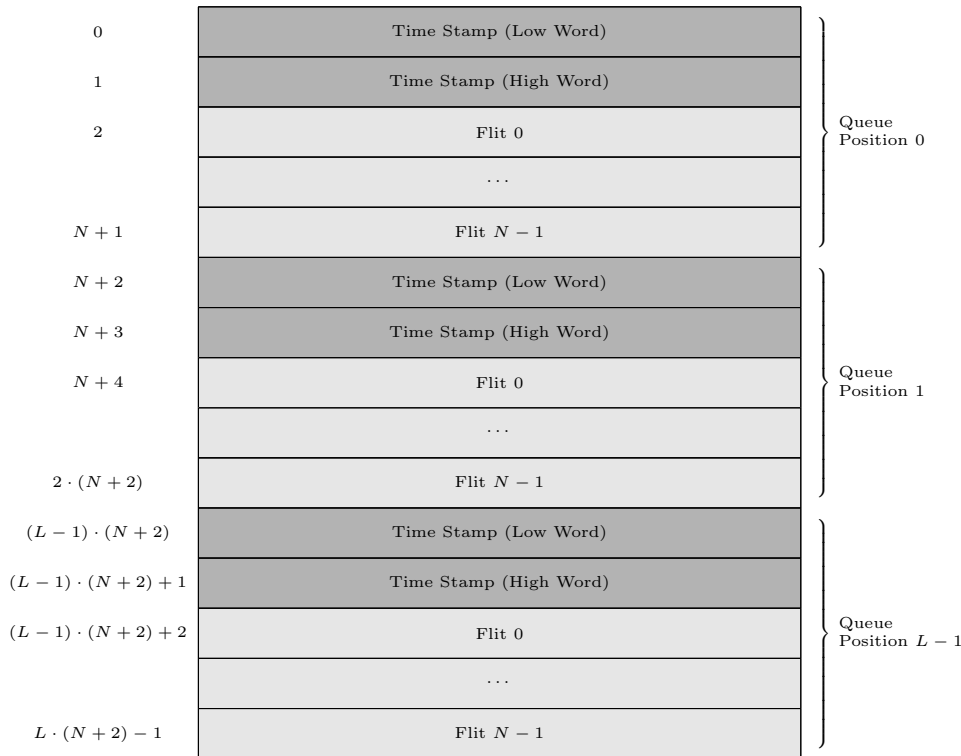 0 Time Stamp (Low Word)
1 Time Stamp (High Word)
2 Flit 0
Queue
Position 0
...
N + 1 Flit N − 1
N + 2 Time Stamp (Low Word)
N + 3 Time Stamp (High Word)
N + 4 Flit 0
Queue
Position 1
...
2 · (N + 2) Flit N − 1
(L − 1) · (N + 2) Time Stamp (Low Word)
(L − 1) · (N + 2) + 1 Time Stamp (High Word)
(L − 1) · (N + 2) + 2 Flit 0
Queue
Position L − 1
...
L · (N + 2) − 1 Flit N − 1